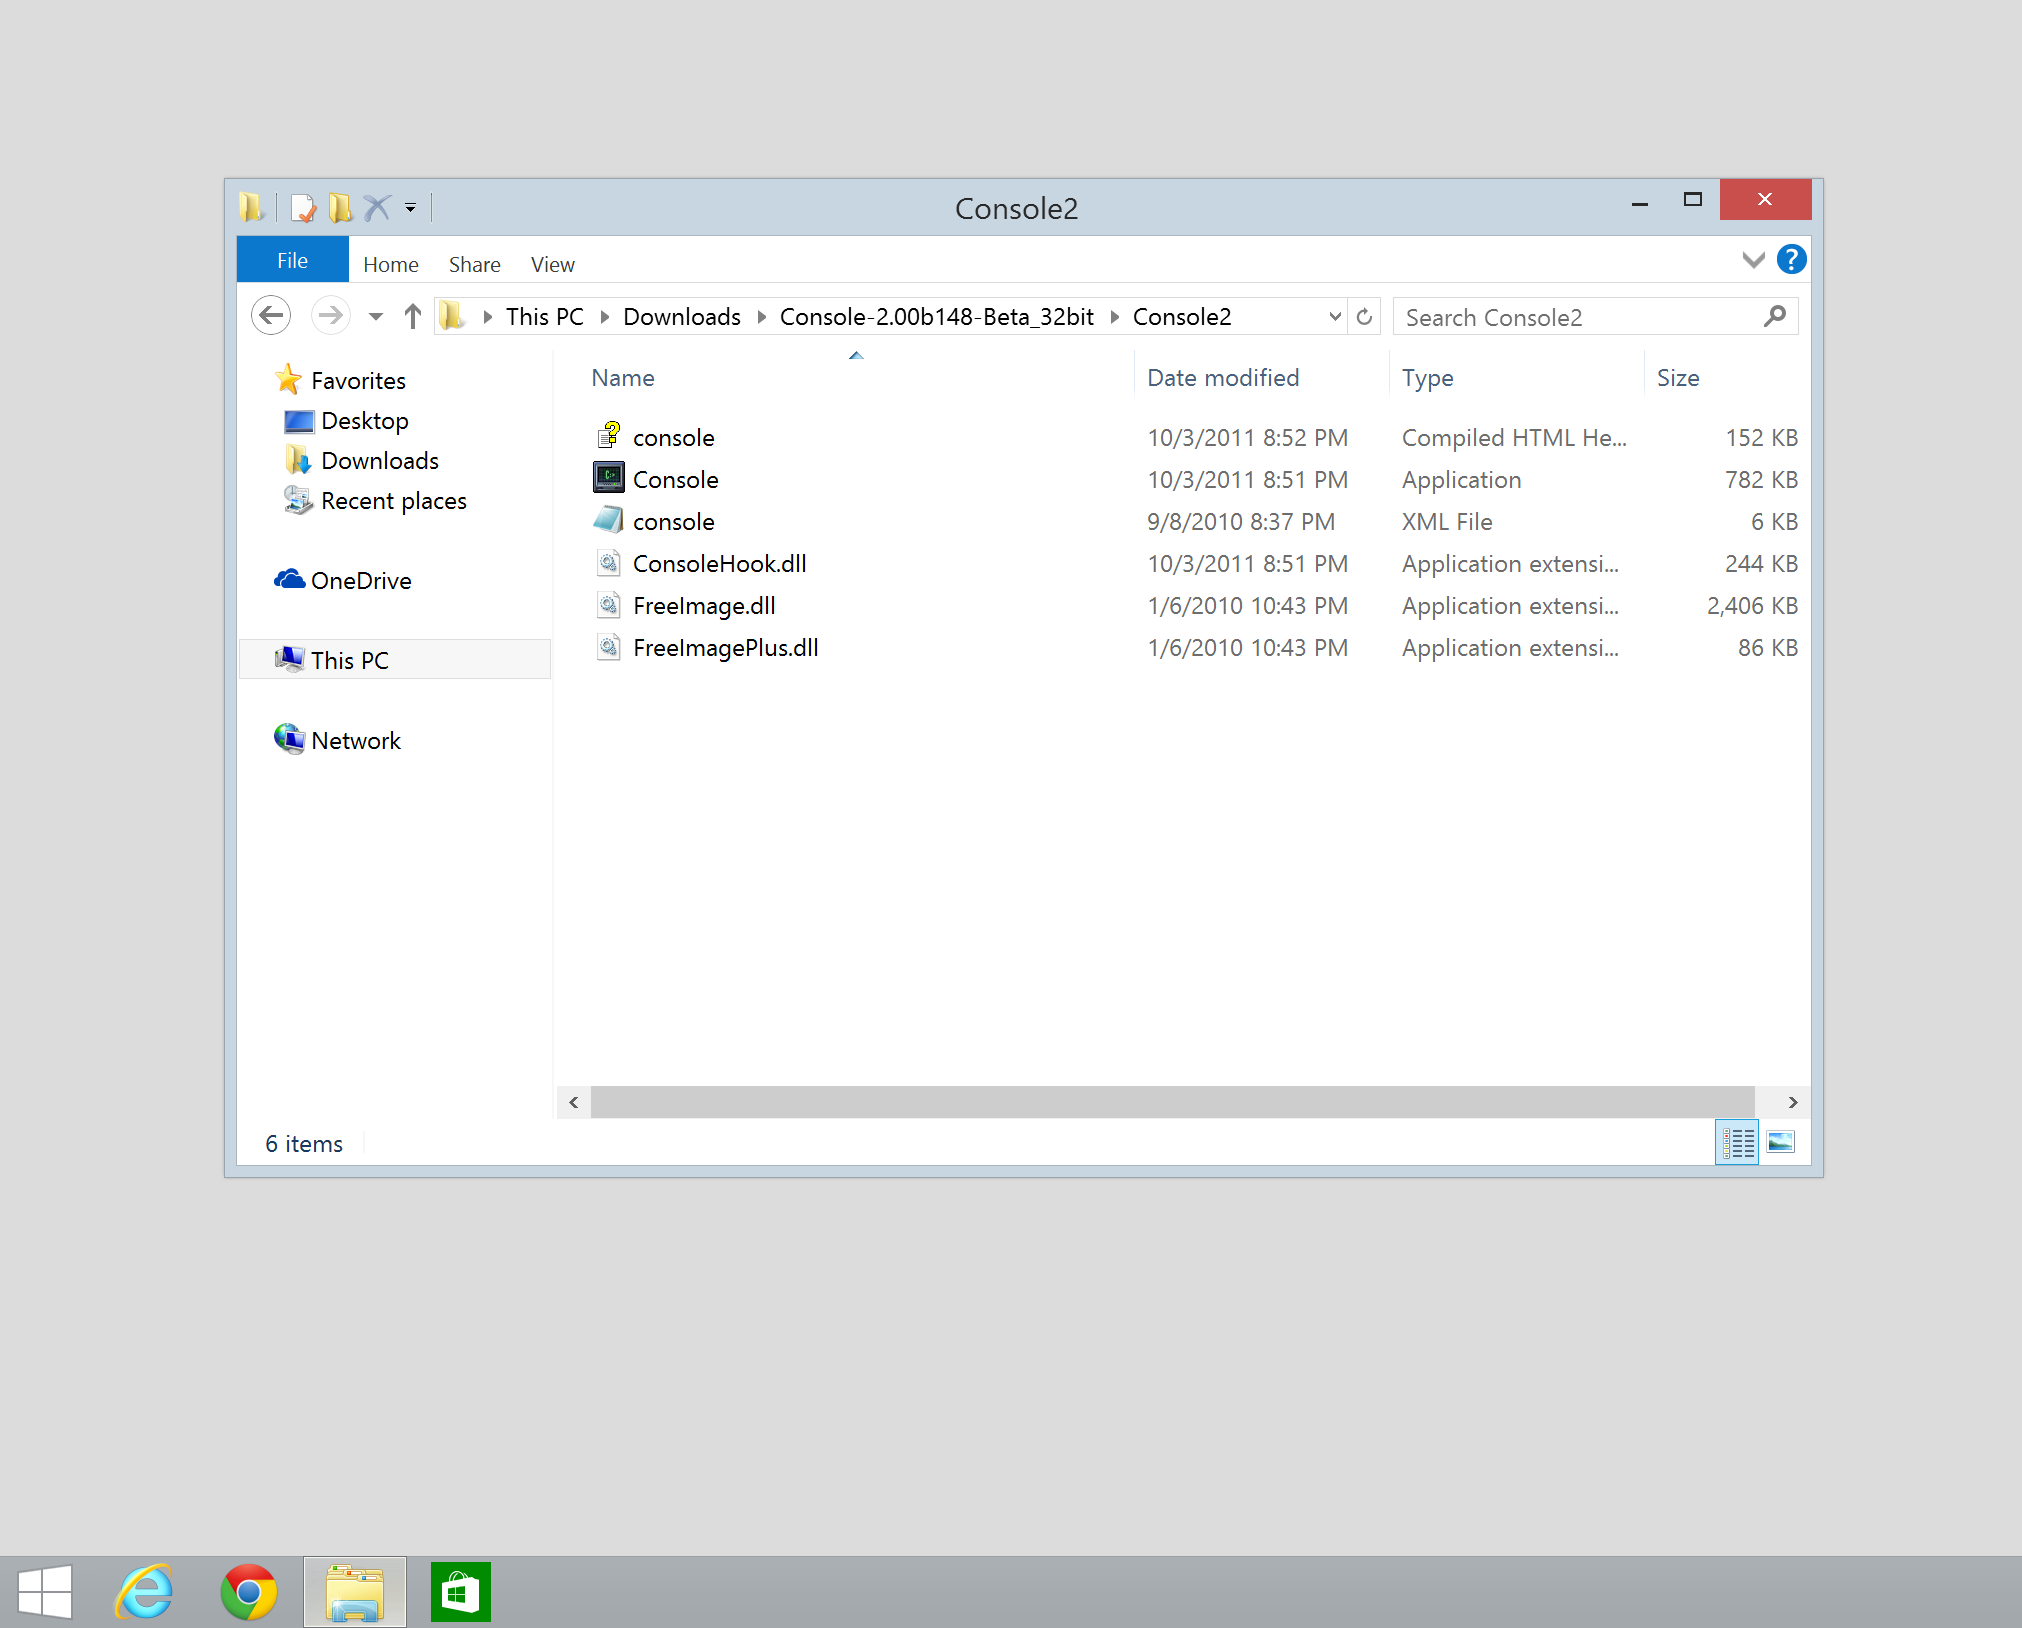 Console2
File Home Share View
This PC Downloads Console-2.00b148-Beta_32bit Console2 Search Console2
Favorites
Desktop
Downloads
Recent places
OneDrive
This PC
Network
Name Date modified Type Size
console 10/3/2011 8:52 PM Compiled HTML He... 152 KB
Console 10/3/2011 8:51 PM Application 782 KB
console 9/8/2010 8:37 PM XML File 6 KB
ConsoleHook.dll 10/3/2011 8:51 PM Application extensi... 244 KB
FreeImage.dll 1/6/2010 10:43 PM Application extensi... 2,406 KB
FreeImagePlus.dll 1/6/2010 10:43 PM Application extensi... 86 KB
6 items